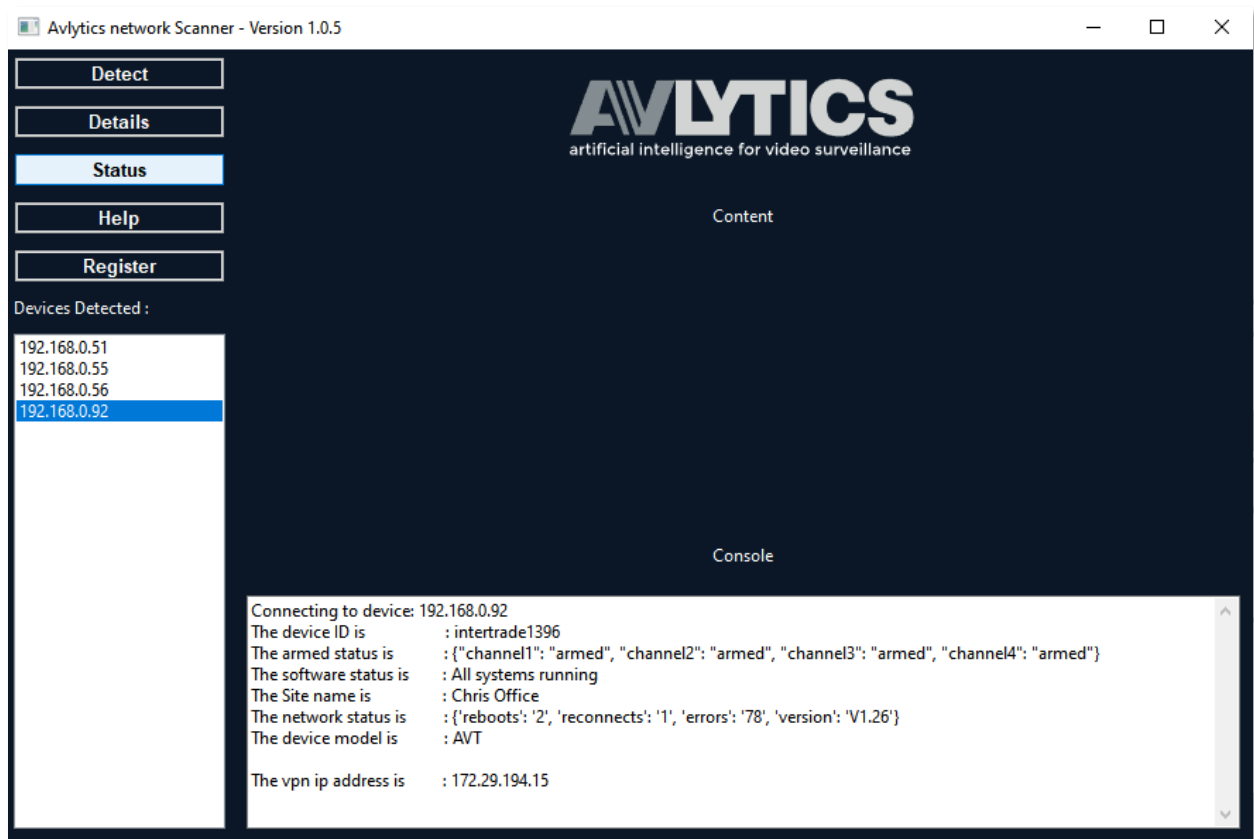 Avlytics network Scanner - Version 1.0.5
Detect
Details
Status
Help
Register
Devices Detected :
192.168.0.51
192.168.0.55
192.168.0.56
192.168.0.92
AVLYTICS
artificial intelligence for video surveillance
Content
Console
Connecting to device: 192.168.0.92
The device ID is : intertrade1396
The armed status is : {"channel1": "armed", "channel2": "armed", "channel3": "armed", "channel4": "armed"}
The software status is : All systems running
The Site name is : Chris Office
The network status is : {'reboots': '2', 'reconnects': '1', 'errors': '78', 'version': 'V1.26'}
The device model is : AVT
The vpn ip address is : 172.29.194.15